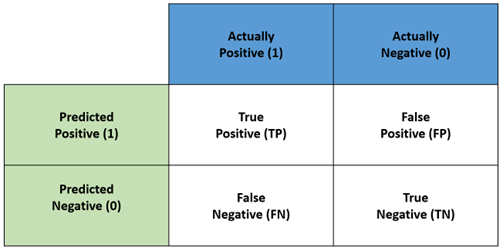 Actually
Positive (1)
Actually
Negative (0)
Predicted
Positive (1)
True
Positive (TP)
False
Positive (FP)
Predicted
Negative (0)
False
Negative (FN)
True
Negative (TN)